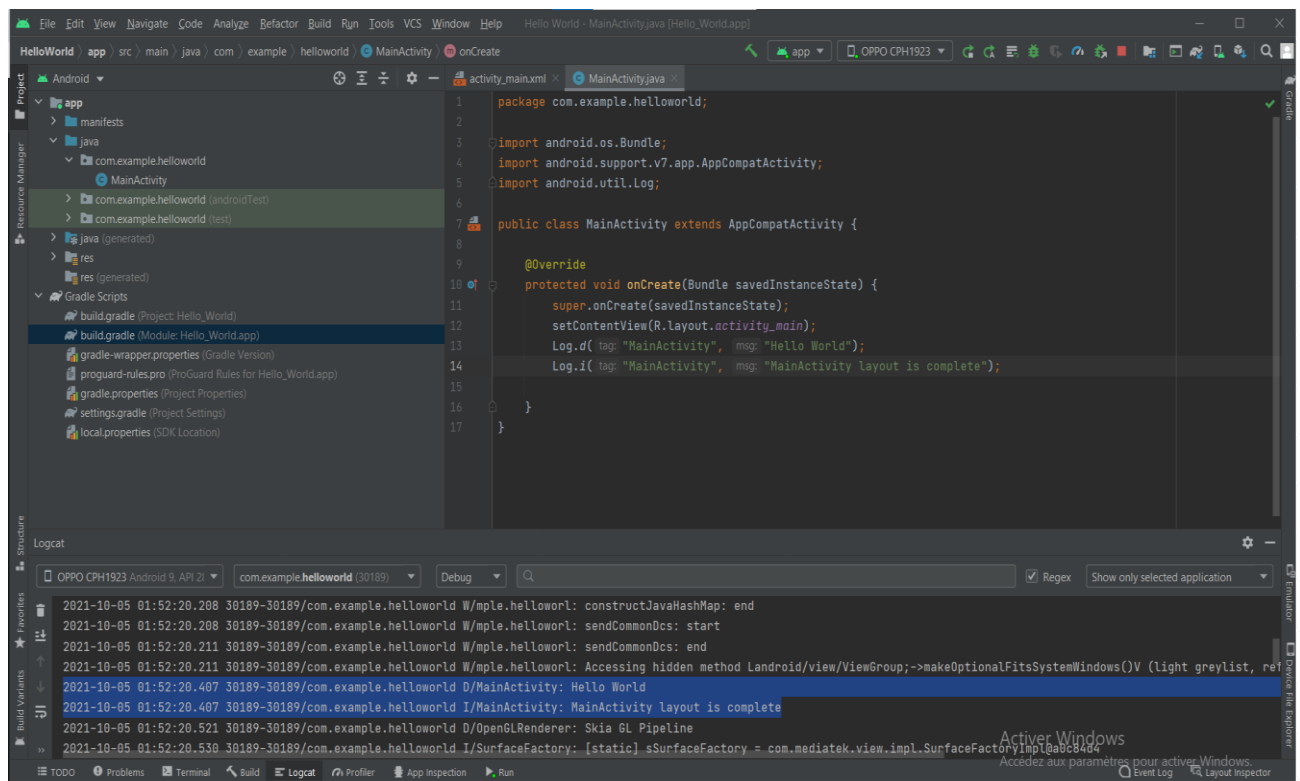 File Edit View Navigate Code Analyze Refactor Build Run Tools VCS Window Help Hello World - MainActivity.java [Hello_World.app]
HelloWorld app src main java com example helloworld MainActivity onCreate app OPPO CPH1923
Project
Android
activity_main.xml MainActivity.java
Gradle
app
manifests
java
com.example.helloworld
MainActivity
com.example.helloworld (androidTest)
com.example.helloworld (test)
java (generated)
res
res (generated)
Gradle Scripts
build.gradle (Project: Hello_World)
build.gradle (Module: Hello_World.app)
gradle-wrapper.properties (Gradle Version)
proguard-rules.pro (ProGuard Rules for Hello_World.app)
gradle.properties (Project Properties)
settings.gradle (Project Settings)
local.properties (SDK Location)
Resource Manager
1 package com.example.helloworld;
2
3 import android.os.Bundle;
4 import android.support.v7.app.AppCompatActivity;
5 import android.util.Log;
6
7 public class MainActivity extends AppCompatActivity {
8
9 @Override
10 protected void onCreate(Bundle savedInstanceState) {
11 super.onCreate(savedInstanceState);
12 setContentView(R.layout.activity_main);
13 Log.d( tag: "MainActivity", msg: "Hello World");
14 Log.i( tag: "MainActivity", msg: "MainActivity layout is complete");
15
16 }
17 }
Structure
Favorites
Build Variants
Logcat
OPPO CPH1923 Android 9, API 2 com.example.helloworld (30189) Debug Regex Show only selected application
2021-10-05 01:52:20.208 30189-30189/com.example.helloworld W/mple.helloworl: constructJavaHashMap: end
2021-10-05 01:52:20.208 30189-30189/com.example.helloworld W/mple.helloworl: sendCommonDcs: start
2021-10-05 01:52:20.211 30189-30189/com.example.helloworld W/mple.helloworl: sendCommonDcs: end
2021-10-05 01:52:20.211 30189-30189/com.example.helloworld W/mple.helloworl: Accessing hidden method Landroid/view/ViewGroup;->makeOptionalFitsSystemWindows()V (light greylist, ref
2021-10-05 01:52:20.407 30189-30189/com.example.helloworld D/MainActivity: Hello World
2021-10-05 01:52:20.407 30189-30189/com.example.helloworld I/MainActivity: MainActivity layout is complete
2021-10-05 01:52:20.521 30189-30189/com.example.helloworld D/OpenGLRenderer: Skia GL Pipeline
2021-10-05 01:52:20.530 30189-30189/com.example.helloworld I/SurfaceFactory: [static] sSurfaceFactory = com.mediatek.view.impl.SurfaceFactoryImpl@a0c84d4
Emulator
Device File Explorer
Activer Windows
Accédez aux paramètres pour activer Windows.
TODO Problems Terminal Build Logcat Profiler App Inspection Run Event Log Layout Inspector